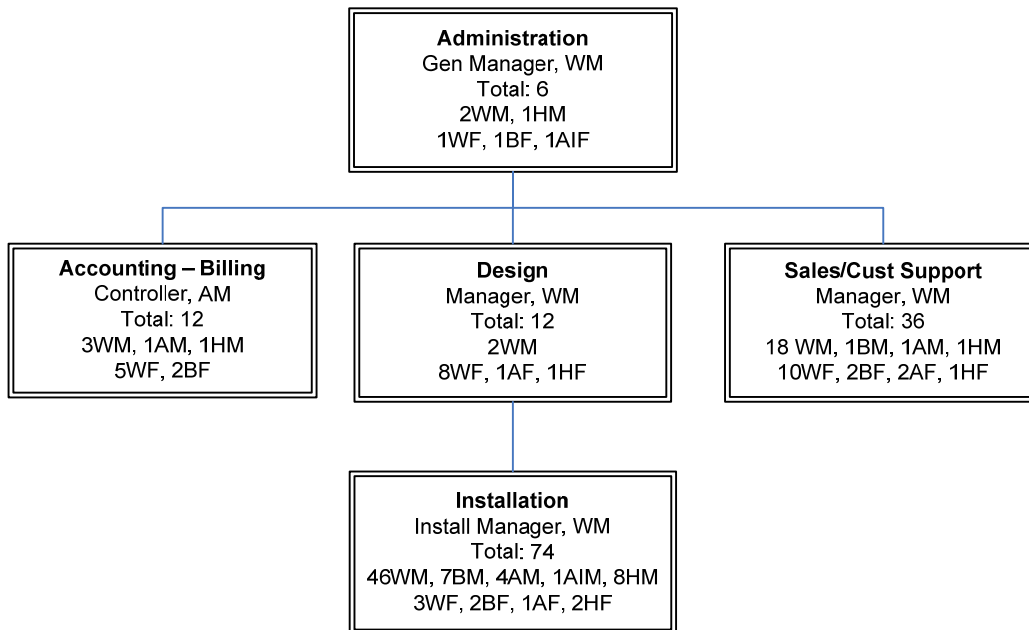 Administration
Gen Manager, WM
Total: 6
2WM, 1HM
1WF, 1BF, 1AIF
Accounting – Billing
Controller, AM
Total: 12
3WM, 1AM, 1HM
5WF, 2BF
Design
Manager, WM
Total: 12
2WM
8WF, 1AF, 1HF
Sales/Cust Support
Manager, WM
Total: 36
18 WM, 1BM, 1AM, 1HM
10WF, 2BF, 2AF, 1HF
Installation
Install Manager, WM
Total: 74
46WM, 7BM, 4AM, 1AIM, 8HM
3WF, 2BF, 1AF, 2HF